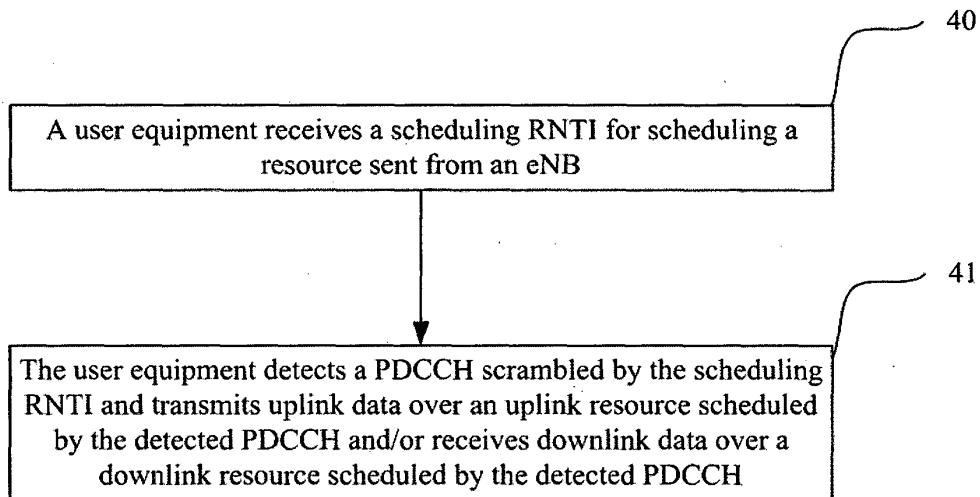 40
A user equipment receives a scheduling RNTI for scheduling a
resource sent from an eNB
41
The user equipment detects a PDCCH scrambled by the scheduling
RNTI and transmits uplink data over an uplink resource scheduled
by the detected PDCCH and/or receives downlink data over a
downlink resource scheduled by the detected PDCCH